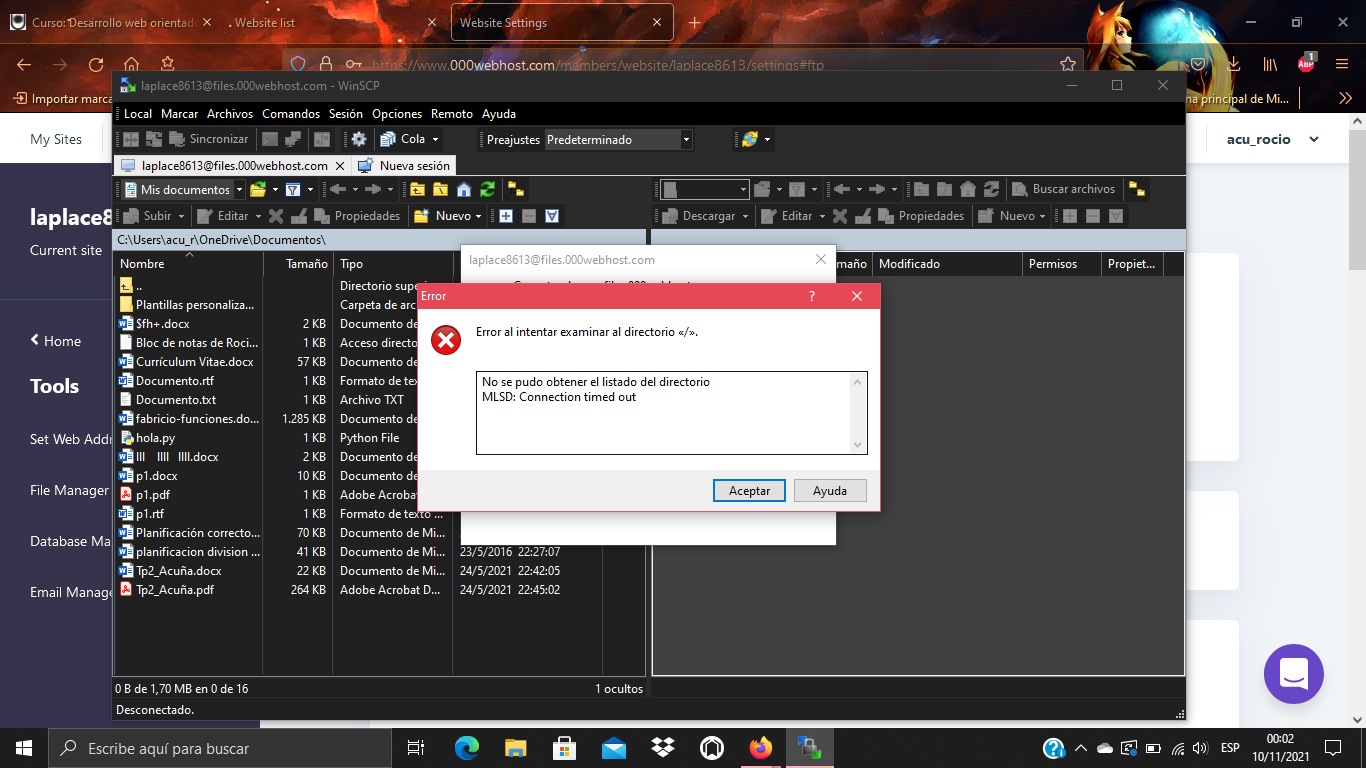 Curso: Desarrollo web orientado
Website list
Website Settings
https://www.000webhost.com/members/website/laplace8613/settings#ftp
ABP
1
Importar marca
na principal de Mi...
laplace8613@files.000webhost.com - WinSCP
My Sites
acu_rocio
Local Marcar Archivos Comandos Sesión Opciones Remoto Ayuda
Sincronizar
Cola
Preajustes Predeterminado
laplace8613@files.000webhost.com
Nueva sesión
Mis documentos
Buscar archivos
Subir
Editar
Propiedades
Nuevo
Descargar
Editar
Propiedades
Nuevo
C:\Users\acu_r\OneDrive\Documentos\
Nombre Tamaño Tipo
maño Modificado Permisos Propiet...
..
Directorio superi
Plantillas personaliza... Carpeta de arc
$fh+.docx 2 KB Documento de
Bloc de notas de Roci... 1 KB Acceso directo
Currículum Vitae.docx 57 KB Documento de
Documento.rtf 1 KB Formato de tex
Documento.txt 1 KB Archivo TXT
fabricio-funciones.do... 1.285 KB Documento de
hola.py 1 KB Python File
lll llll llll.docx 2 KB Documento de
p1.docx 10 KB Documento de
p1.pdf 1 KB Adobe Acrobat
p1.rtf 1 KB Formato de texto ...
Planificación correcto... 70 KB Documento de Mi...
planificacion division ... 41 KB Documento de Mi... 23/5/2016 22:27:07
Tp2_Acuña.docx 22 KB Documento de Mi... 24/5/2021 22:42:05
Tp2_Acuña.pdf 264 KB Adobe Acrobat D... 24/5/2021 22:45:02
0 B de 1,70 MB en 0 de 16
1 ocultos
Desconectado.
laplace8613@files.000webhost.com
Error
?
Error al intentar examinar al directorio «/».
No se pudo obtener el listado del directorio
MLSD: Connection timed out
Aceptar
Ayuda
laplace8
Current site
Home
Tools
Set Web Addr
File Manager
Database Ma
Email Manage
Escribe aquí para buscar
ESP
00:02
10/11/2021